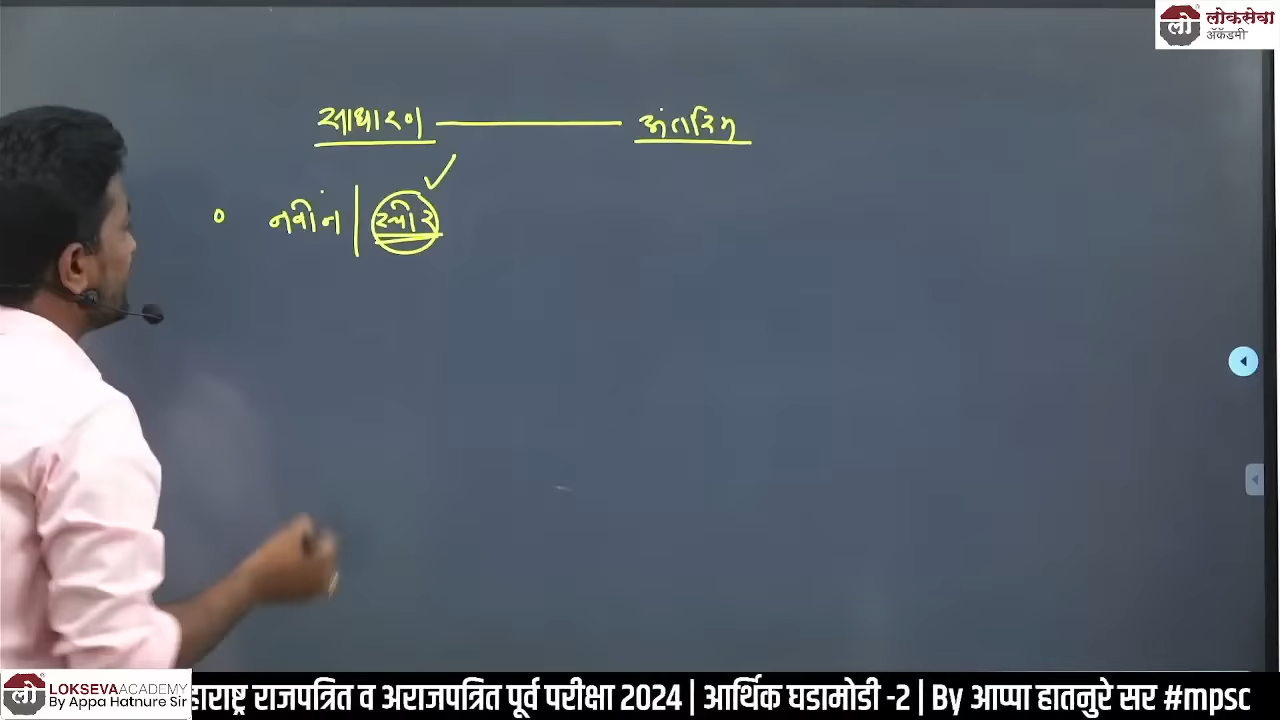 लो लोकसेवा
अ‍ॅकॅडमी
साधारण — अंतरिम
नवीन | स्थीर ✓
लो LOKSEVA ACADEMY
By Appa Hatnure Sir
हाराष्ट्र राजपत्रित व अराजपत्रित पूर्व परीक्षा 2024 | आर्थिक घडामोडी -2 | By आप्पा हातनुरे सर #mpsc